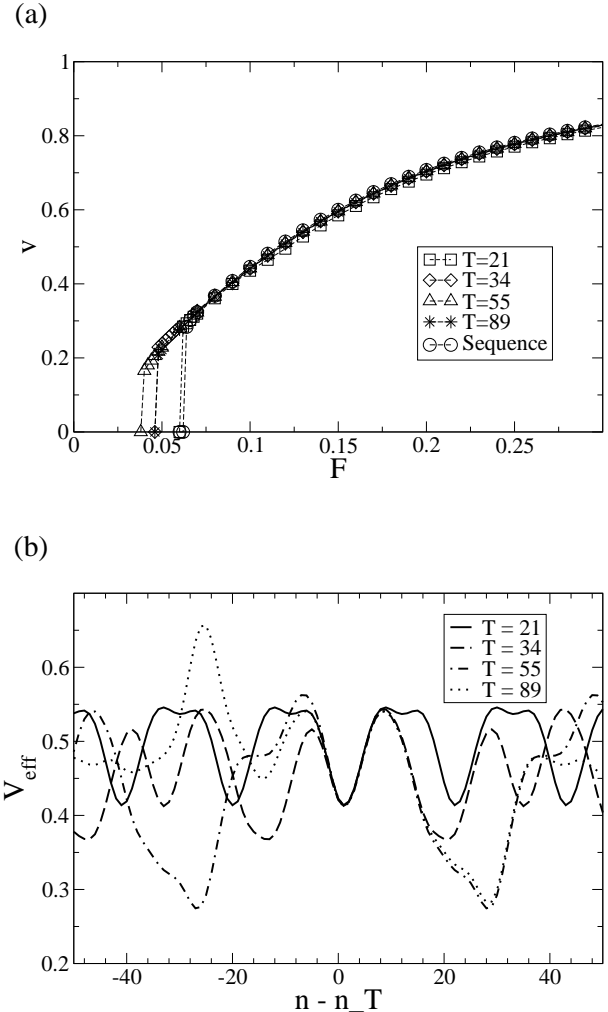 (a)
1
0.8
0.6
0.4
0.2
0
v
T=21
T=34
T=55
T=89
Sequence
0 0.05 0.1 0.15 0.2 0.25
F
(b)
0.6
0.5
0.4
0.3
0.2
V_eff
T = 21
T = 34
T = 55
T = 89
-40 -20 0 20 40
n - n_T